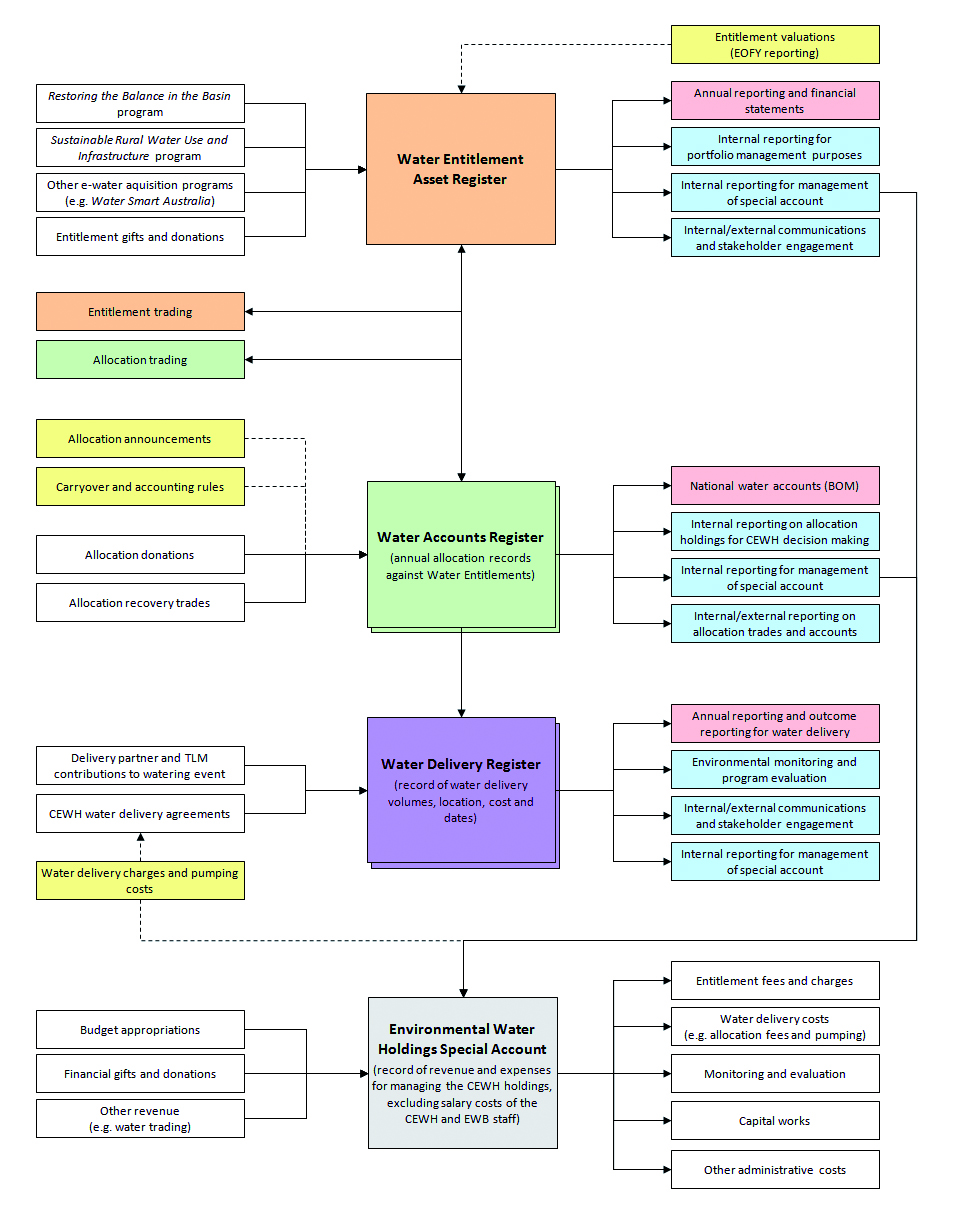 Entitlement valuations
(EOFY reporting)
Restoring the Balance in the Basin
program
Sustainable Rural Water Use and
Infrastructure program
Other e-water aquisition programs
(e.g. Water Smart Australia)
Entitlement gifts and donations
Water Entitlement
Asset Register
Annual reporting and financial
statements
Internal reporting for
portfolio management purposes
Internal reporting for management
of special account
Internal/external communications
and stakeholder engagement
Entitlement trading
Allocation trading
Allocation announcements
Carryover and accounting rules
Allocation donations
Allocation recovery trades
Water Accounts Register
(annual allocation records
against Water Entitlements)
National water accounts (BOM)
Internal reporting on allocation
holdings for CEWH decision making
Internal reporting for management
of special account
Internal/external reporting on
allocation trades and accounts
Delivery partner and TLM
contributions to watering event
CEWH water delivery agreements
Water delivery charges and pumping
costs
Water Delivery Register
(record of water delivery
volumes, location, cost and
dates)
Annual reporting and outcome
reporting for water delivery
Environmental monitoring and
program evaluation
Internal/external communications
and stakeholder engagement
Internal reporting for management
of special account
Budget appropriations
Financial gifts and donations
Other revenue
(e.g. water trading)
Environmental Water
Holdings Special Account
(record of revenue and expenses
for managing the CEWH holdings,
excluding salary costs of the
CEWH and EWB staff)
Entitlement fees and charges
Water delivery costs
(e.g. allocation fees and pumping)
Monitoring and evaluation
Capital works
Other administrative costs